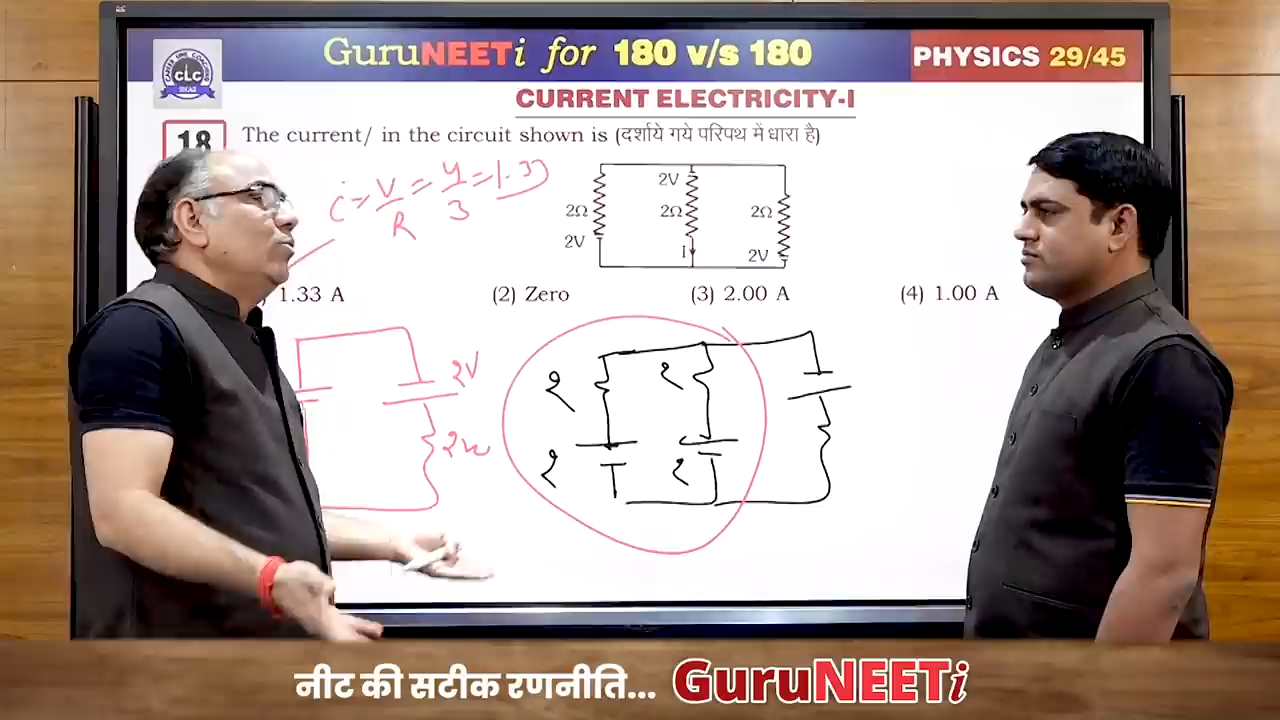 GuruNEETi for 180 v/s 180
PHYSICS 29/45
CLC
SIKAR
CURRENT ELECTRICITY-I
18
The current/ in the circuit shown is (दर्शाये गये परिपथ में धारा है)
i = V/R = 4/3 = 1.33
2V
2Ω 2Ω 2Ω
2V I 2V
1.33 A (2) Zero (3) 2.00 A (4) 1.00 A
2V
2 2
2 2
नीट की सटीक रणनीति... GuruNEETi